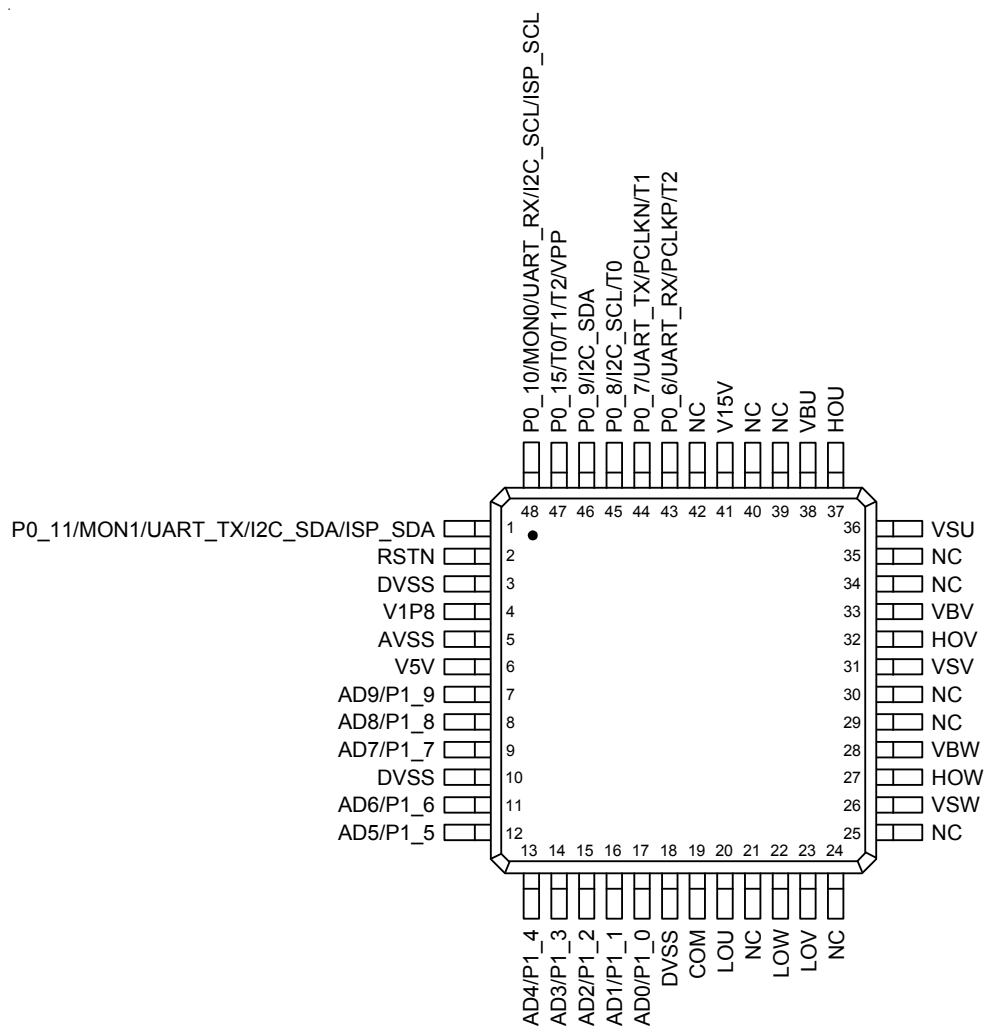 P0_10/MON0/UART_RX/I2C_SCL/ISP_SCL
P0_15/T0/T1/T2/VPP
P0_9/I2C_SDA
P0_8/I2C_SCL/T0
P0_7/UART_TX/PCLKN/T1
P0_6/UART_RX/PCLKP/T2
NC
V15V
NC
NC
VBU
HOU
48 47 46 45 44 43 42 41 40 39 38 37
P0_11/MON1/UART_TX/I2C_SDA/ISP_SDA 1 36 VSU
RSTN 2 35 NC
DVSS 3 34 NC
V1P8 4 33 VBV
AVSS 5 32 HOV
V5V 6 31 VSV
AD9/P1_9 7 30 NC
AD8/P1_8 8 29 NC
AD7/P1_7 9 28 VBW
DVSS 10 27 HOW
AD6/P1_6 11 26 VSW
AD5/P1_5 12 25 NC
13 14 15 16 17 18 19 20 21 22 23 24
AD4/P1_4
AD3/P1_3
AD2/P1_2
AD1/P1_1
AD0/P1_0
DVSS
COM
LOU
NC
LOW
LOV
NC